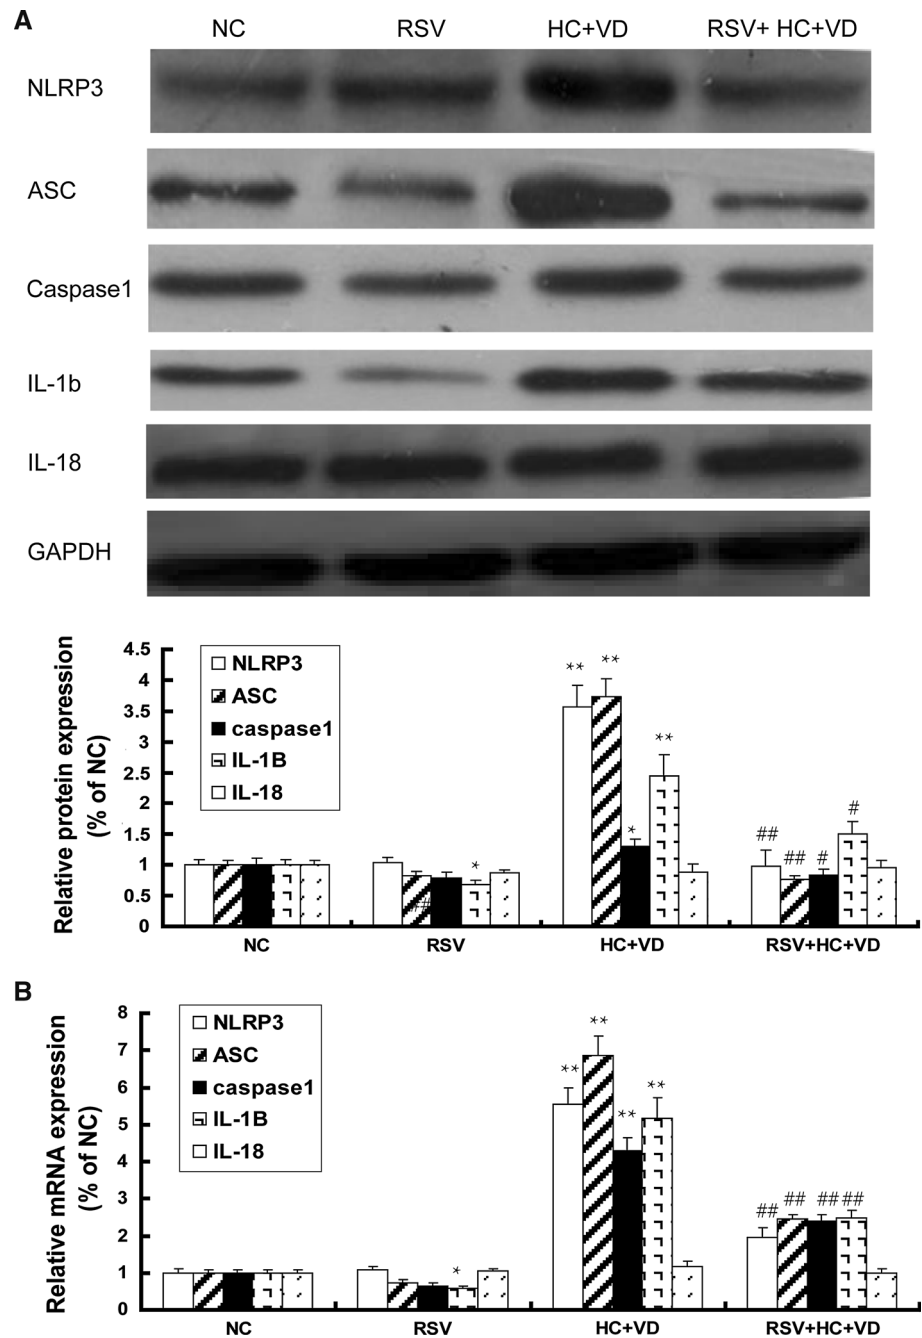 A
NC RSV HC+VD RSV+ HC+VD
NLRP3
ASC
Caspase1
IL-1b
IL-18
GAPDH
Relative protein expression
(% of NC)
4.5
4
3.5
3
2.5
2
1.5
1
0.5
0
NLRP3
ASC
caspase1
IL-1B
IL-18
** ** * **
*
## ## # #
NC RSV HC+VD RSV+HC+VD
B
Relative mRNA expression
(% of NC)
8
7
6
5
4
3
2
1
0
NLRP3
ASC
caspase1
IL-1B
IL-18
** ** ** **
*
## ## ## ##
NC RSV HC+VD RSV+HC+VD